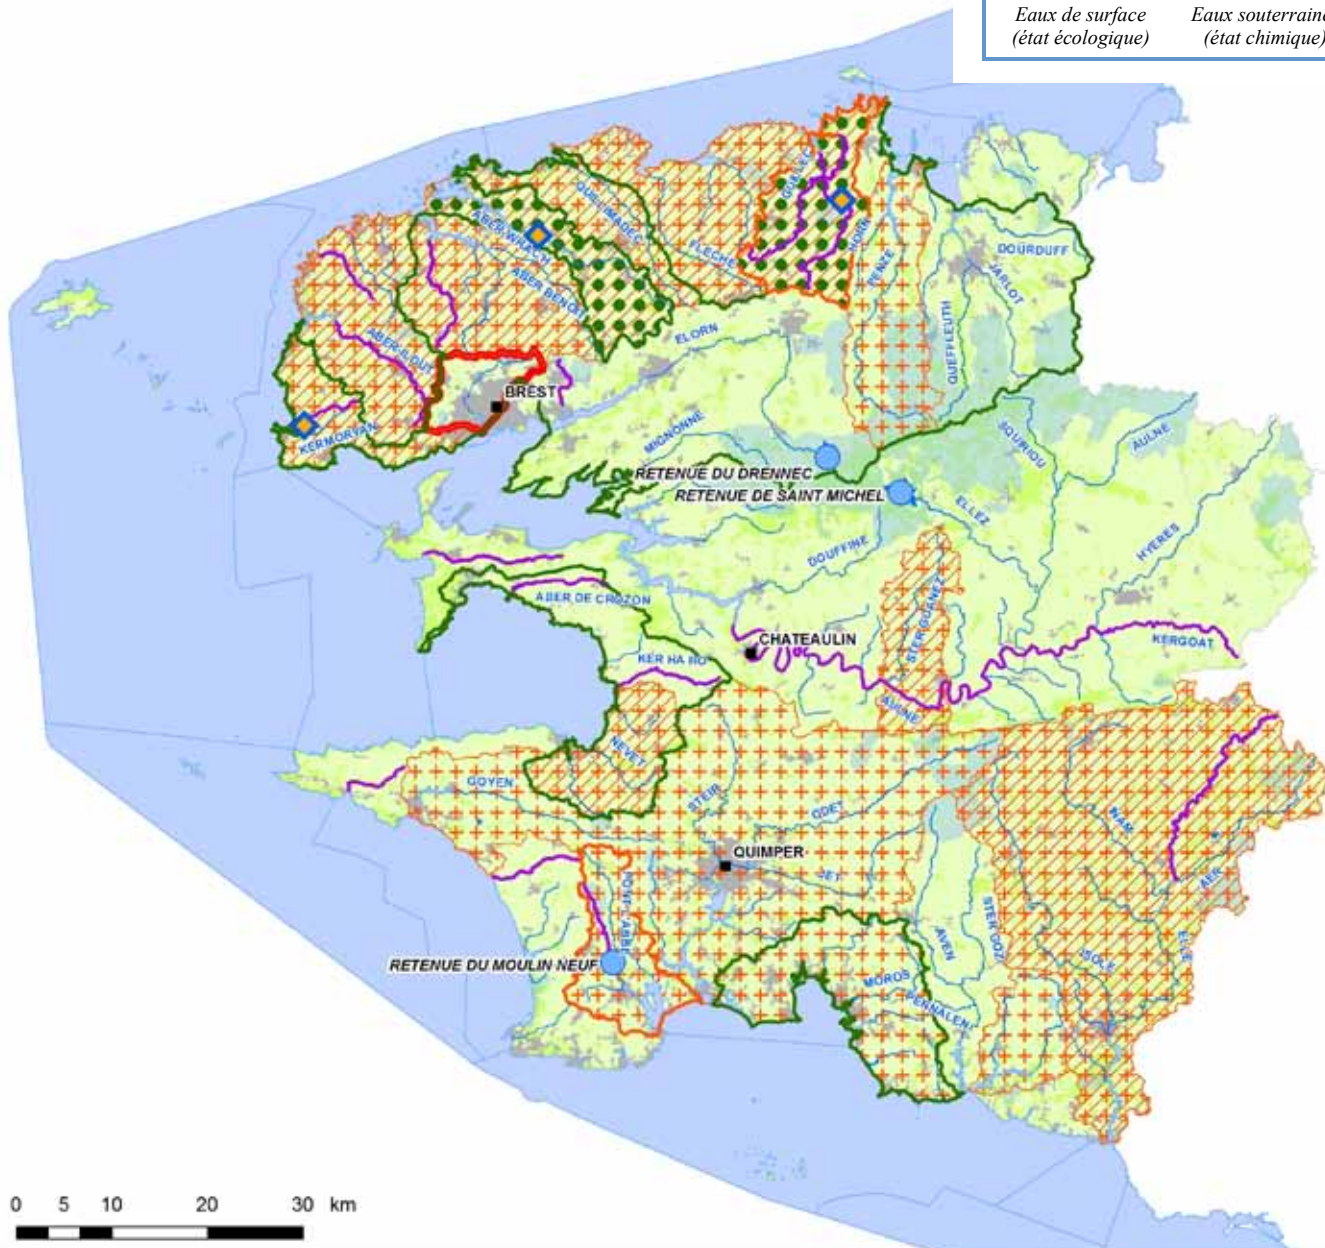 Eaux de surface Eaux souterraine
(état écologique) (état chimique)
GUILLEC
QUILLIMADEC
HORN
ABER-WRAC'H
FLECHE
PENZE
DOURDUFF
JARLOT
ABER BENOIT
QUEFFLEUTH
ELORN
ABER-ILDUT
BREST
KERMORVAN
MIGNONNE
SQUIRIOU
AULNE
RETENUE DU DRENNEC
RETENUE DE SAINT MICHEL
ELLEZ
HYERES
DOUFFINE
ABER DE CROZON
STER GOANEZ
CHATEAULIN
KERGOAT
KER HA RO
AULNE
NEVET
GOYEN
STEIR
ODET
NAM
QUIMPER
JET
AER
PONT-L'ABBE
STER GOZ
AVEN
ELLE
ISOLE
RETENUE DU MOULIN NEUF
MOROS
PENNALEN
0 5 10 20 30 km